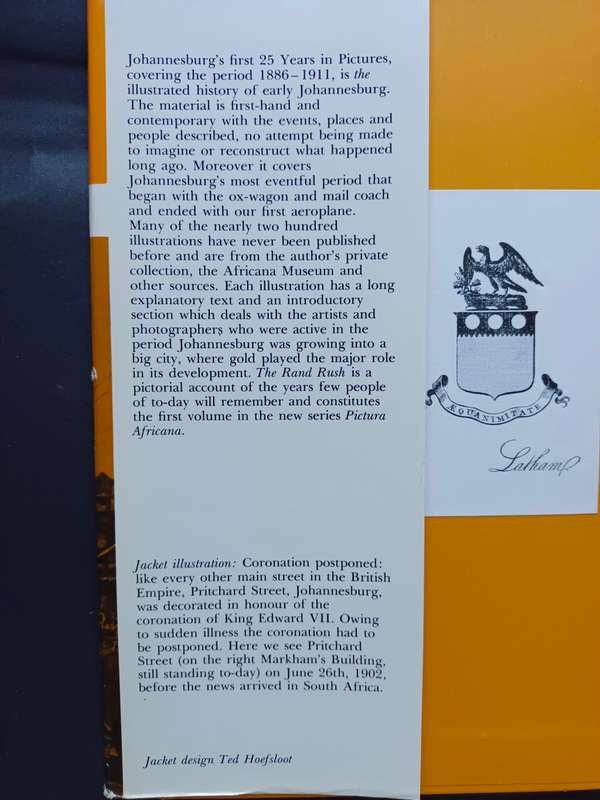 Johannesburg's first 25 Years in Pictures,
covering the period 1886–1911, is the
illustrated history of early Johannesburg.
The material is first-hand and
contemporary with the events, places and
people described, no attempt being made
to imagine or reconstruct what happened
long ago. Moreover it covers
Johannesburg's most eventful period that
began with the ox-wagon and mail coach
and ended with our first aeroplane.
Many of the nearly two hundred
illustrations have never been published
before and are from the author's private
collection, the Africana Museum and
other sources. Each illustration has a long
explanatory text and an introductory
section which deals with the artists and
photographers who were active in the
period Johannesburg was growing into a
big city, where gold played the major role
in its development. The Rand Rush is a
pictorial account of the years few people
of to-day will remember and constitutes
the first volume in the new series Pictura
Africana.
Jacket illustration: Coronation postponed:
like every other main street in the British
Empire, Pritchard Street, Johannesburg,
was decorated in honour of the
coronation of King Edward VII. Owing
to sudden illness the coronation had to
be postponed. Here we see Pritchard
Street (on the right Markham's Building,
still standing to-day) on June 26th, 1902,
before the news arrived in South Africa.
Jacket design Ted Hoefsloot
ÆQUANIMITATE
Latham